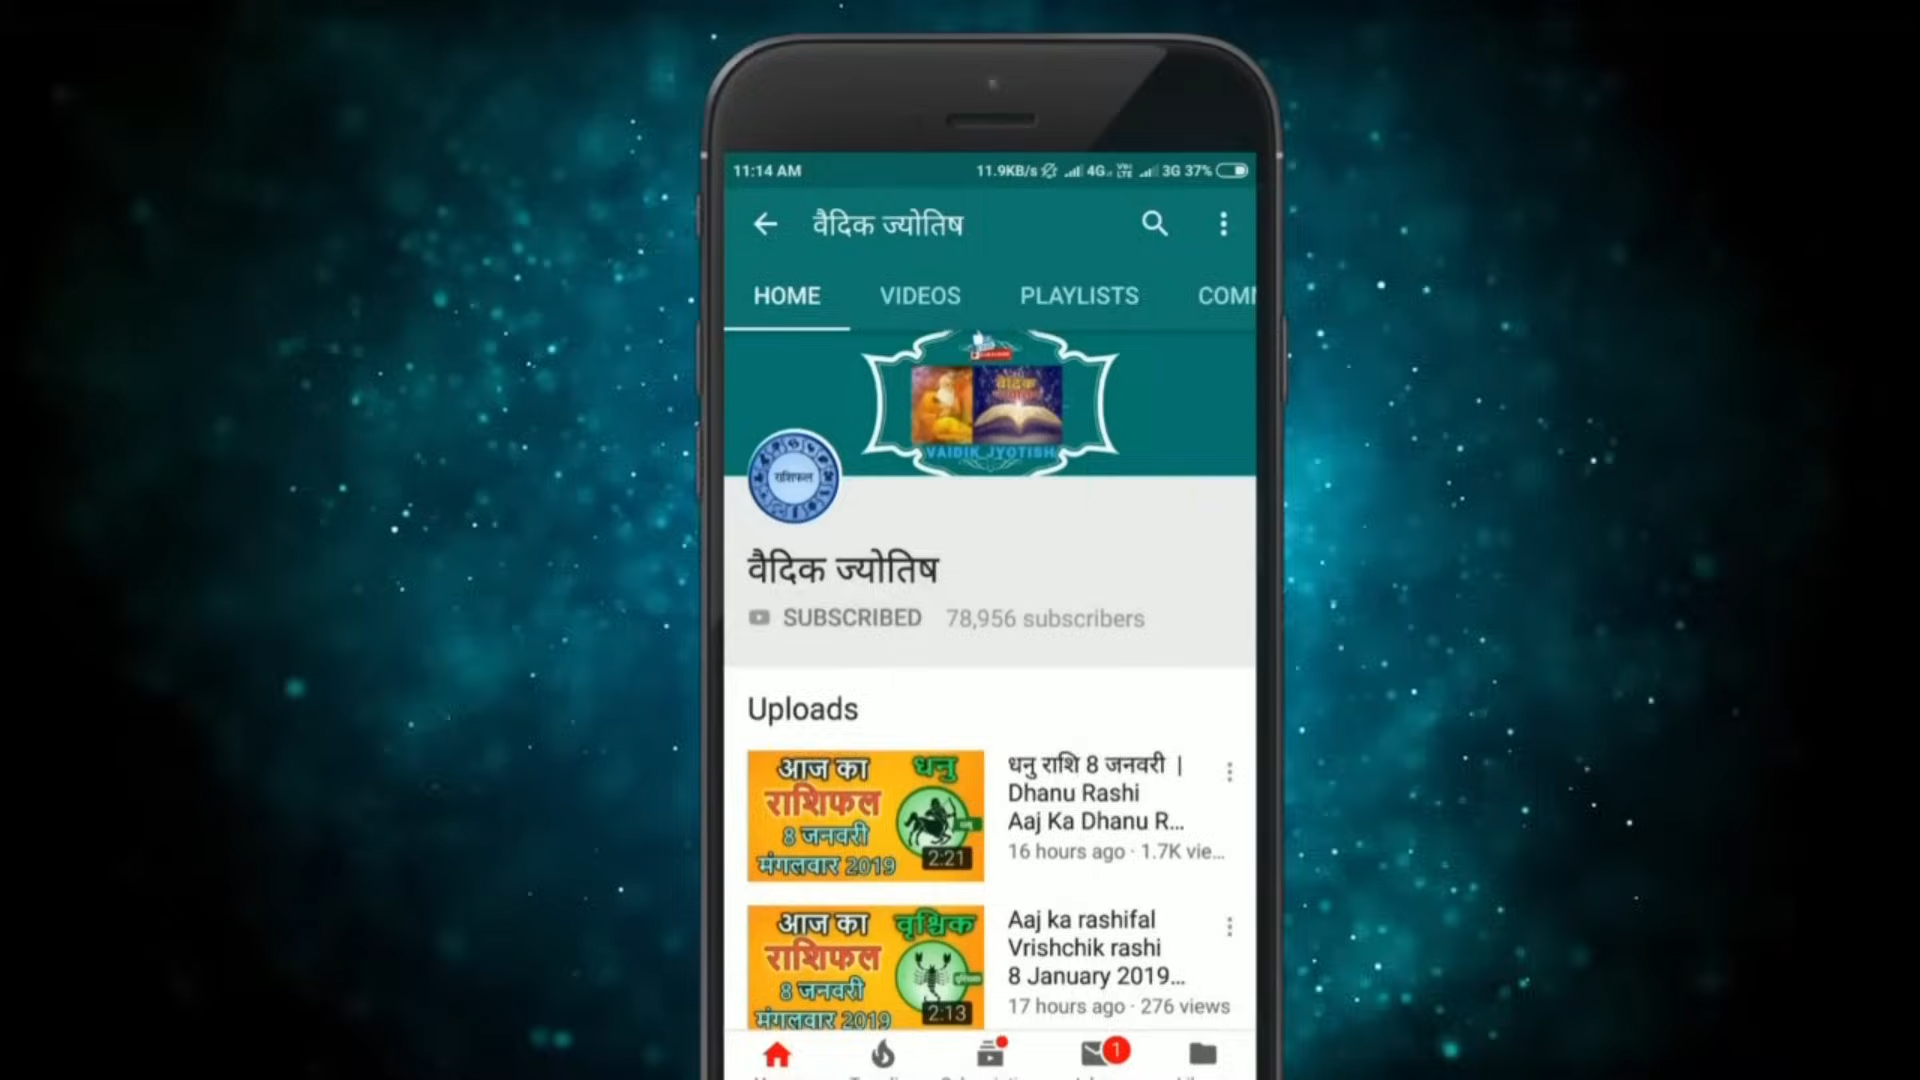 11:14 AM 11.9KB/s 4G VoLTE 3G 37%
वैदिक ज्योतिष
HOME VIDEOS PLAYLISTS COM
वैदिक
VAIDIK JYOTISH
राशिफल
वैदिक ज्योतिष
SUBSCRIBED 78,956 subscribers
Uploads
आज का धनु
राशिफल
8 जनवरी
मंगलवार 2019
2:21
धनु राशि 8 जनवरी |
Dhanu Rashi
Aaj Ka Dhanu R...
16 hours ago · 1.7K vie...
आज का वृश्चिक
राशिफल
8 जनवरी
मंगलवार 2019
2:13
Aaj ka rashifal
Vrishchik rashi
8 January 2019...
17 hours ago · 276 views
1